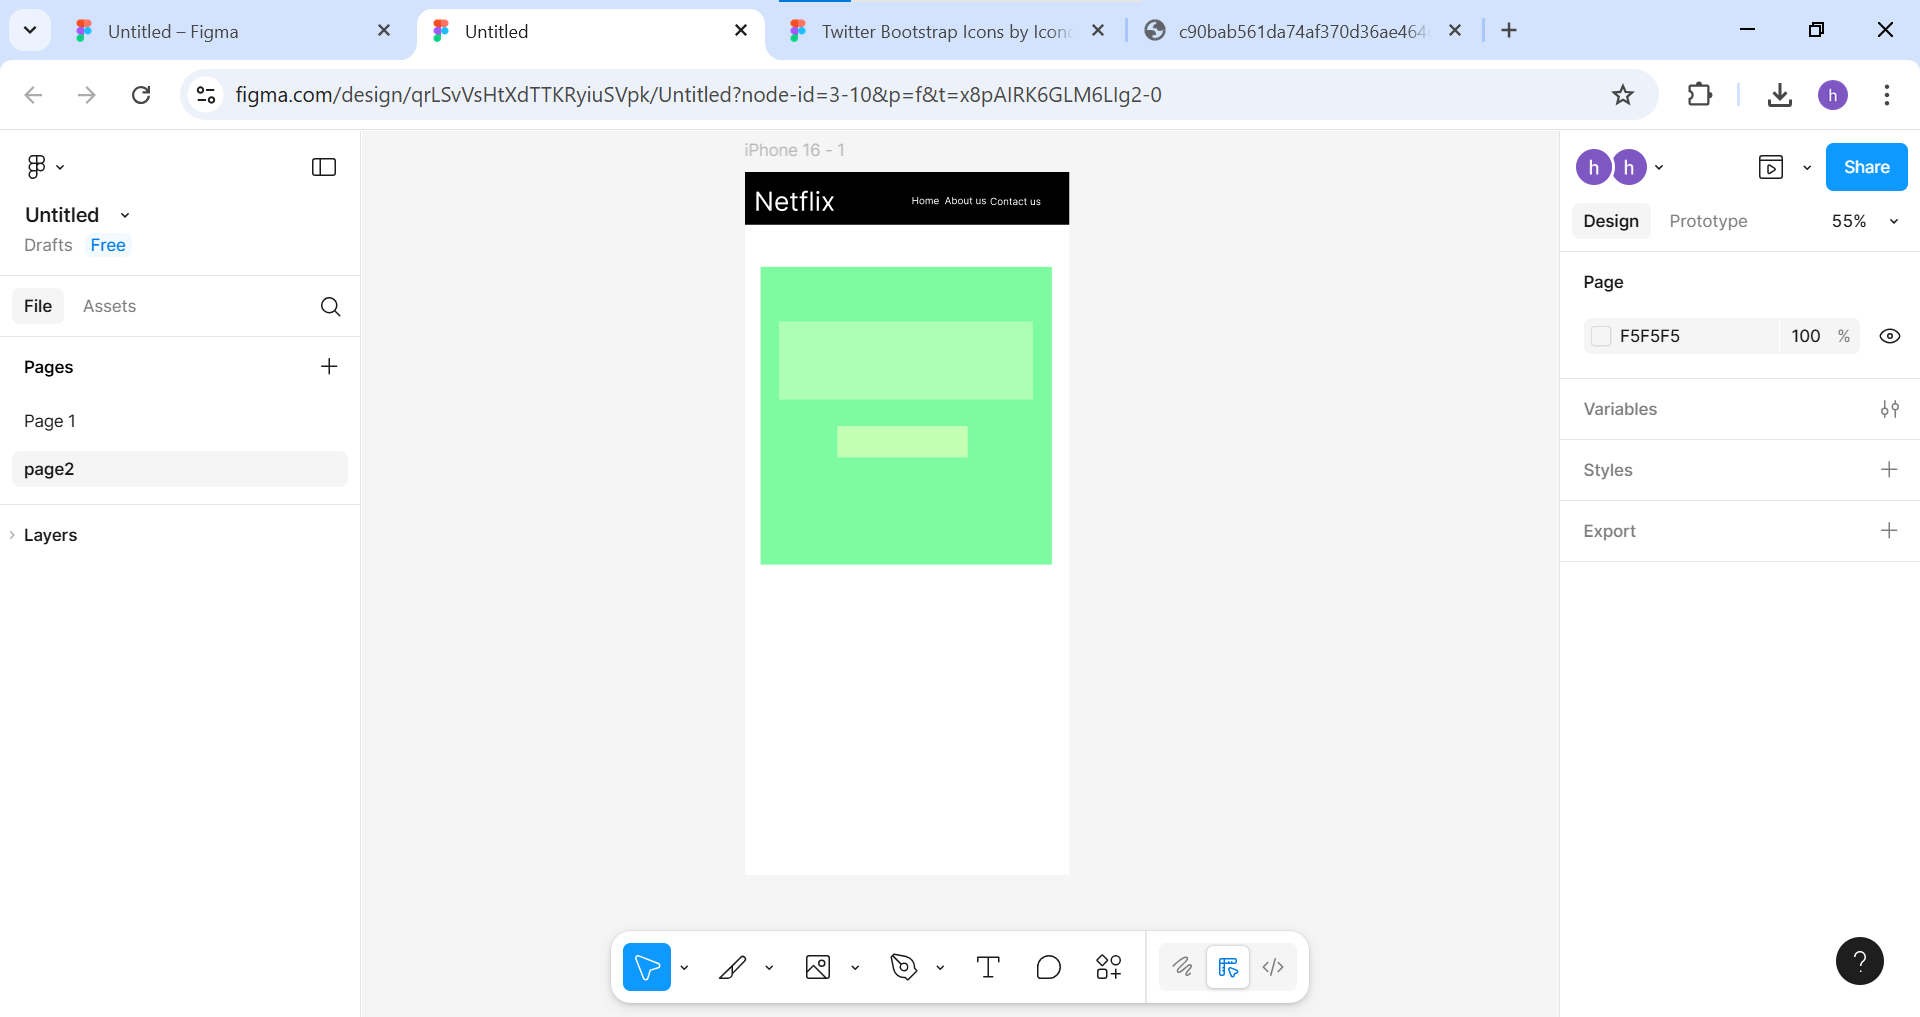 Untitled – Figma
Untitled
Twitter Bootstrap Icons by Icon
c90bab561da74af370d36ae464
figma.com/design/qrLSvVsHtXdTTKRyiuSVpk/Untitled?node-id=3-10&p=f&t=x8pAIRK6GLM6LIg2-0
h
iPhone 16 - 1
Netflix
Home About us Contact us
Untitled
Drafts Free
File Assets
Pages
Page 1
page2
Layers
h h
Share
Design Prototype 55%
Page
F5F5F5 100 %
Variables
Styles
Export
?